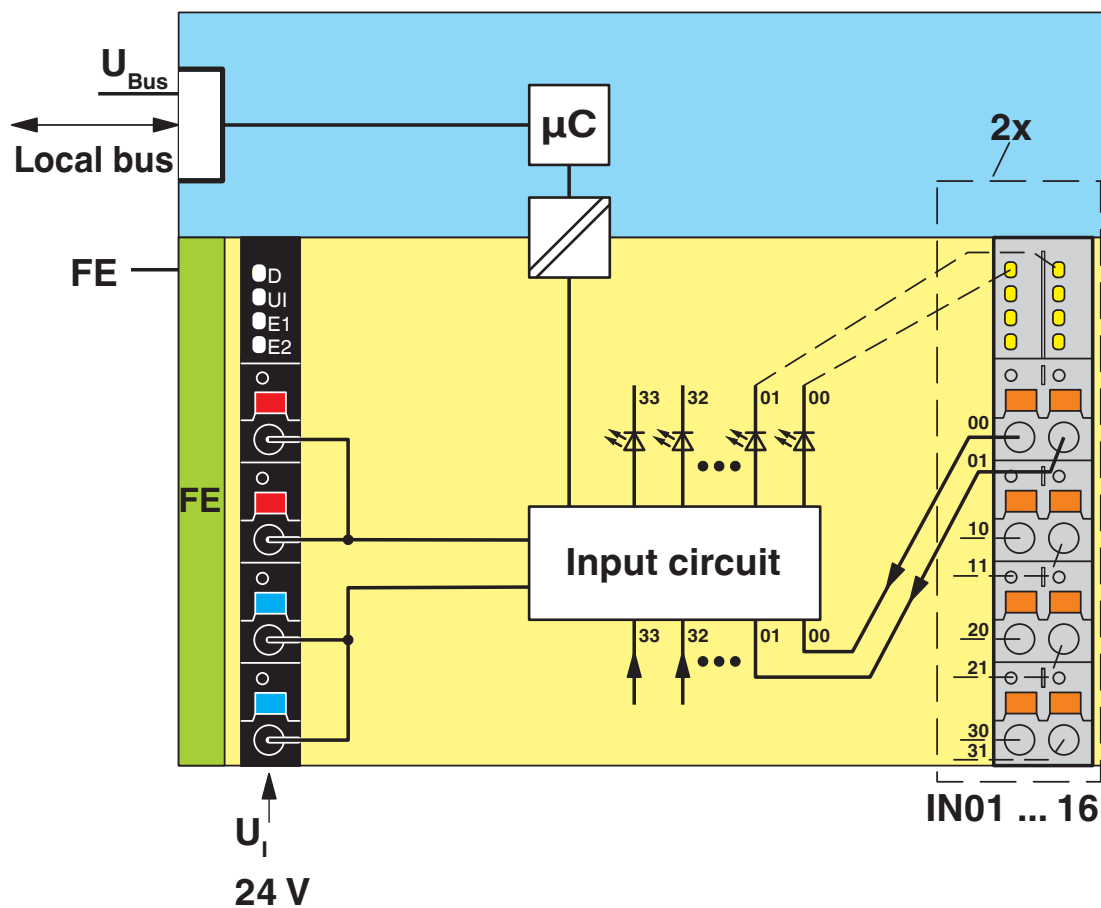 U Bus
Local bus
µC
2x
FE
D
UI
E1
E2
FE
33 32 01 00
Input circuit
33 32 01 00
00
01
10
11
20
21
30
31
IN01 ... 16
U I
24 V